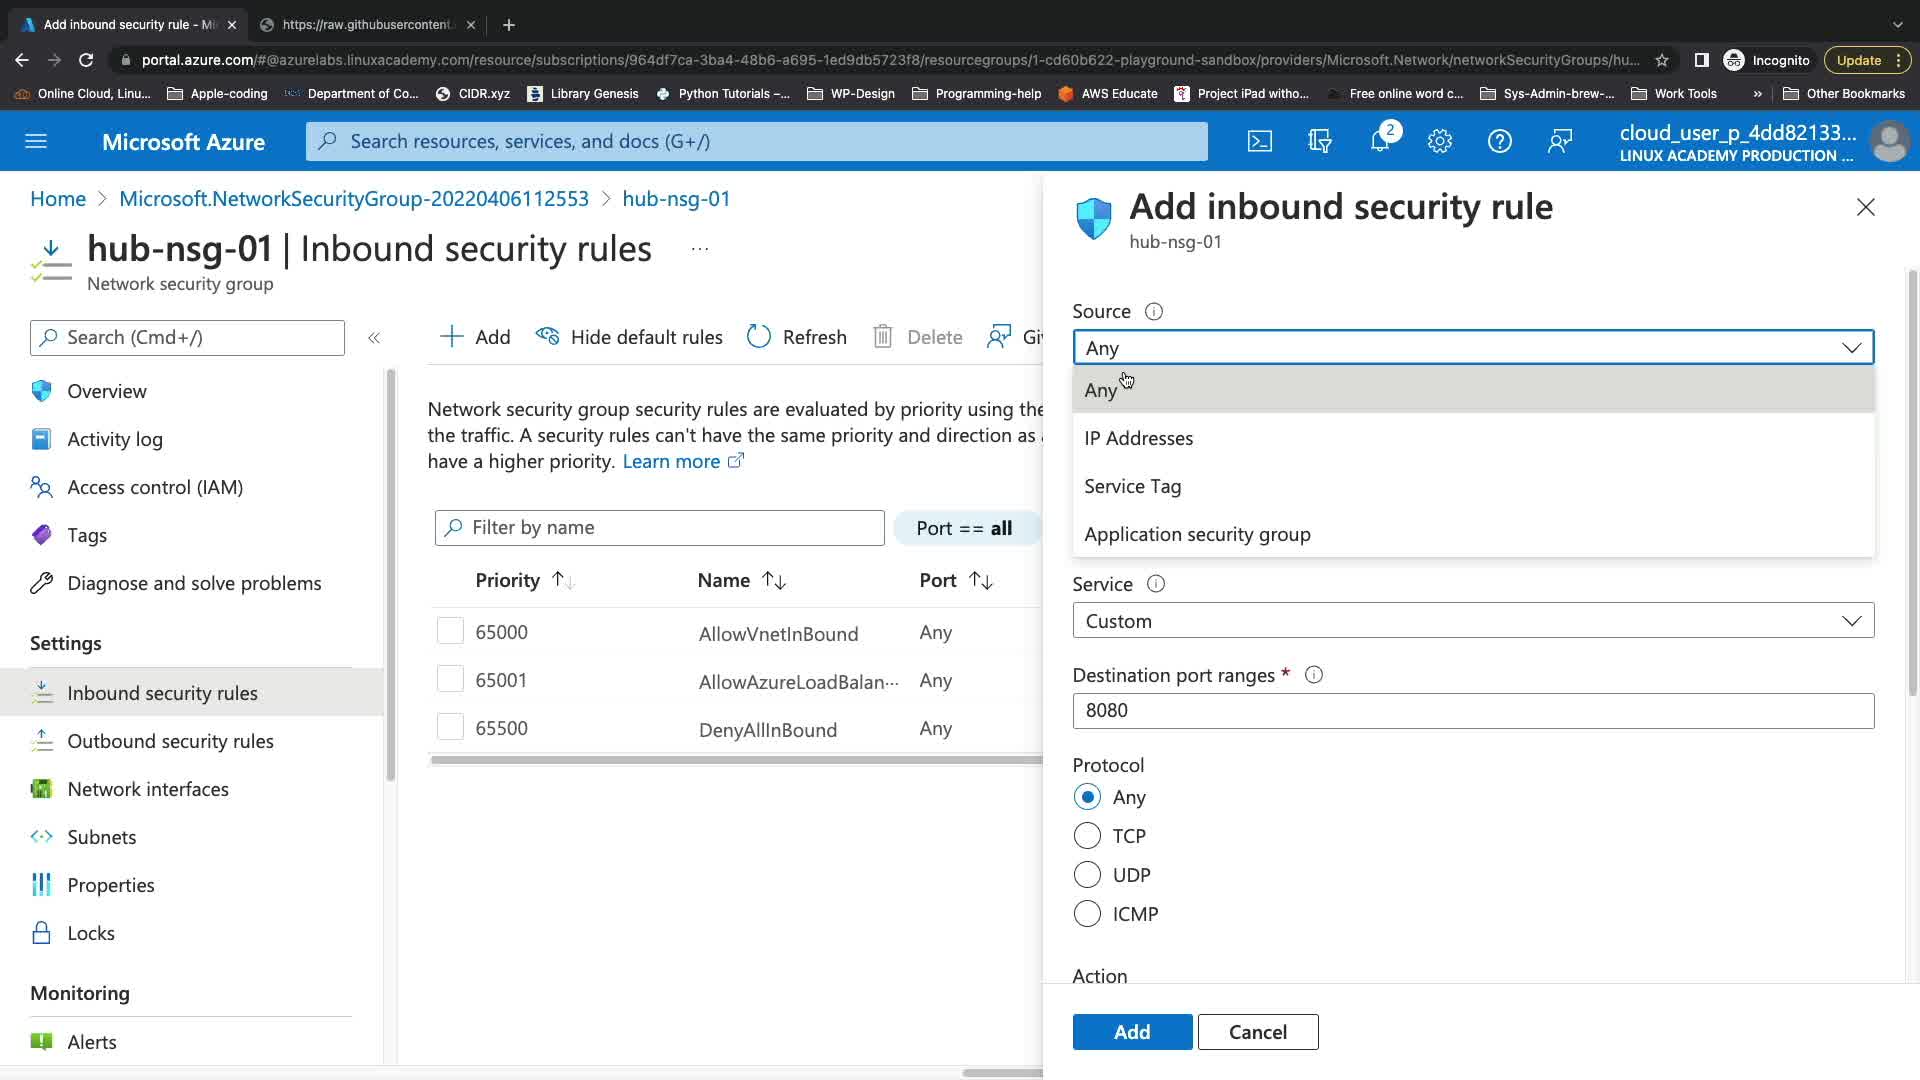 Add inbound security rule - Mi
https://raw.githubusercontent.
portal.azure.com/#@azurelabs.linuxacademy.com/resource/subscriptions/964df7ca-3ba4-48b6-a695-1ed9db5723f8/resourcegroups/1-cd60b622-playground-sandbox/providers/Microsoft.Network/networkSecurityGroups/hu...
Incognito
Update
Online Cloud, Linu...
Apple-coding
Department of Co...
CIDR.xyz
Library Genesis
Python Tutorials –...
WP-Design
Programming-help
AWS Educate
Project iPad witho...
Free online word c...
Sys-Admin-brew-...
Work Tools
»
Other Bookmarks
Microsoft Azure
Search resources, services, and docs (G+/)
2
cloud_user_p_4dd82133...
LINUX ACADEMY PRODUCTION ...
Home > Microsoft.NetworkSecurityGroup-20220406112553 > hub-nsg-01
hub-nsg-01 | Inbound security rules ...
Network security group
Search (Cmd+/)
«
Overview
Activity log
Access control (IAM)
Tags
Diagnose and solve problems
Settings
Inbound security rules
Outbound security rules
Network interfaces
Subnets
Properties
Locks
Monitoring
Alerts
Add
Hide default rules
Refresh
Delete
Gi
Network security group security rules are evaluated by priority using the
the traffic. A security rules can't have the same priority and direction as a
have a higher priority. Learn more
Filter by name
Port == all
Priority Name Port
65000 AllowVnetInBound Any
65001 AllowAzureLoadBalan... Any
65500 DenyAllInBound Any
Add inbound security rule
hub-nsg-01
Source
Any
Any
IP Addresses
Service Tag
Application security group
Service
Custom
Destination port ranges *
8080
Protocol
Any
TCP
UDP
ICMP
Action
Add
Cancel